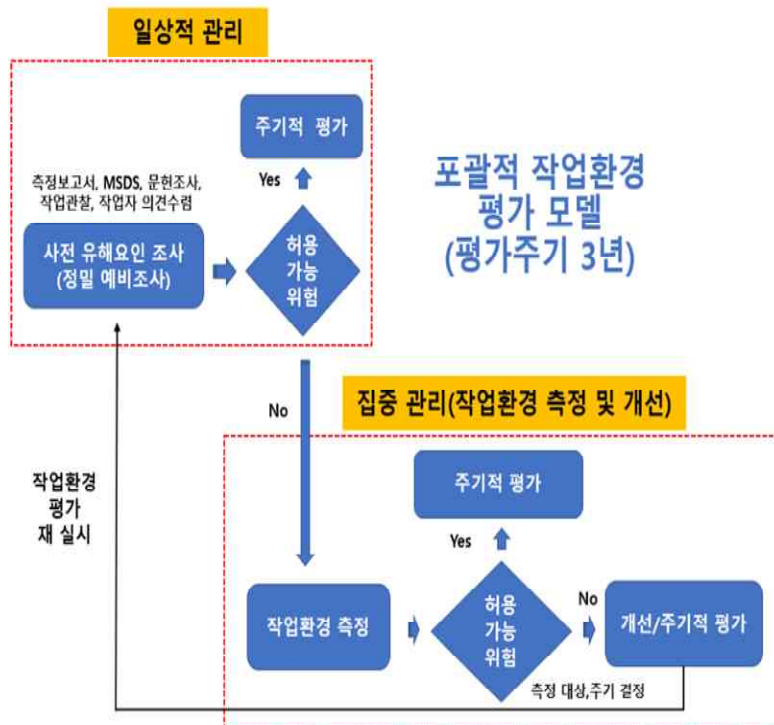 일상적 관리
주기적 평가
Yes
측정보고서, MSDS, 문헌조사,
작업관찰, 작업자 의견수렴
사전 유해요인 조사
(정밀 예비조사)
허용
가능
위험
포괄적 작업환경
평가 모델
(평가주기 3년)
No
집중 관리(작업환경 측정 및 개선)
작업환경
평가
재 실시
주기적 평가
Yes
작업환경 측정
허용
가능
위험
No
개선/주기적 평가
측정 대상,주기 결정